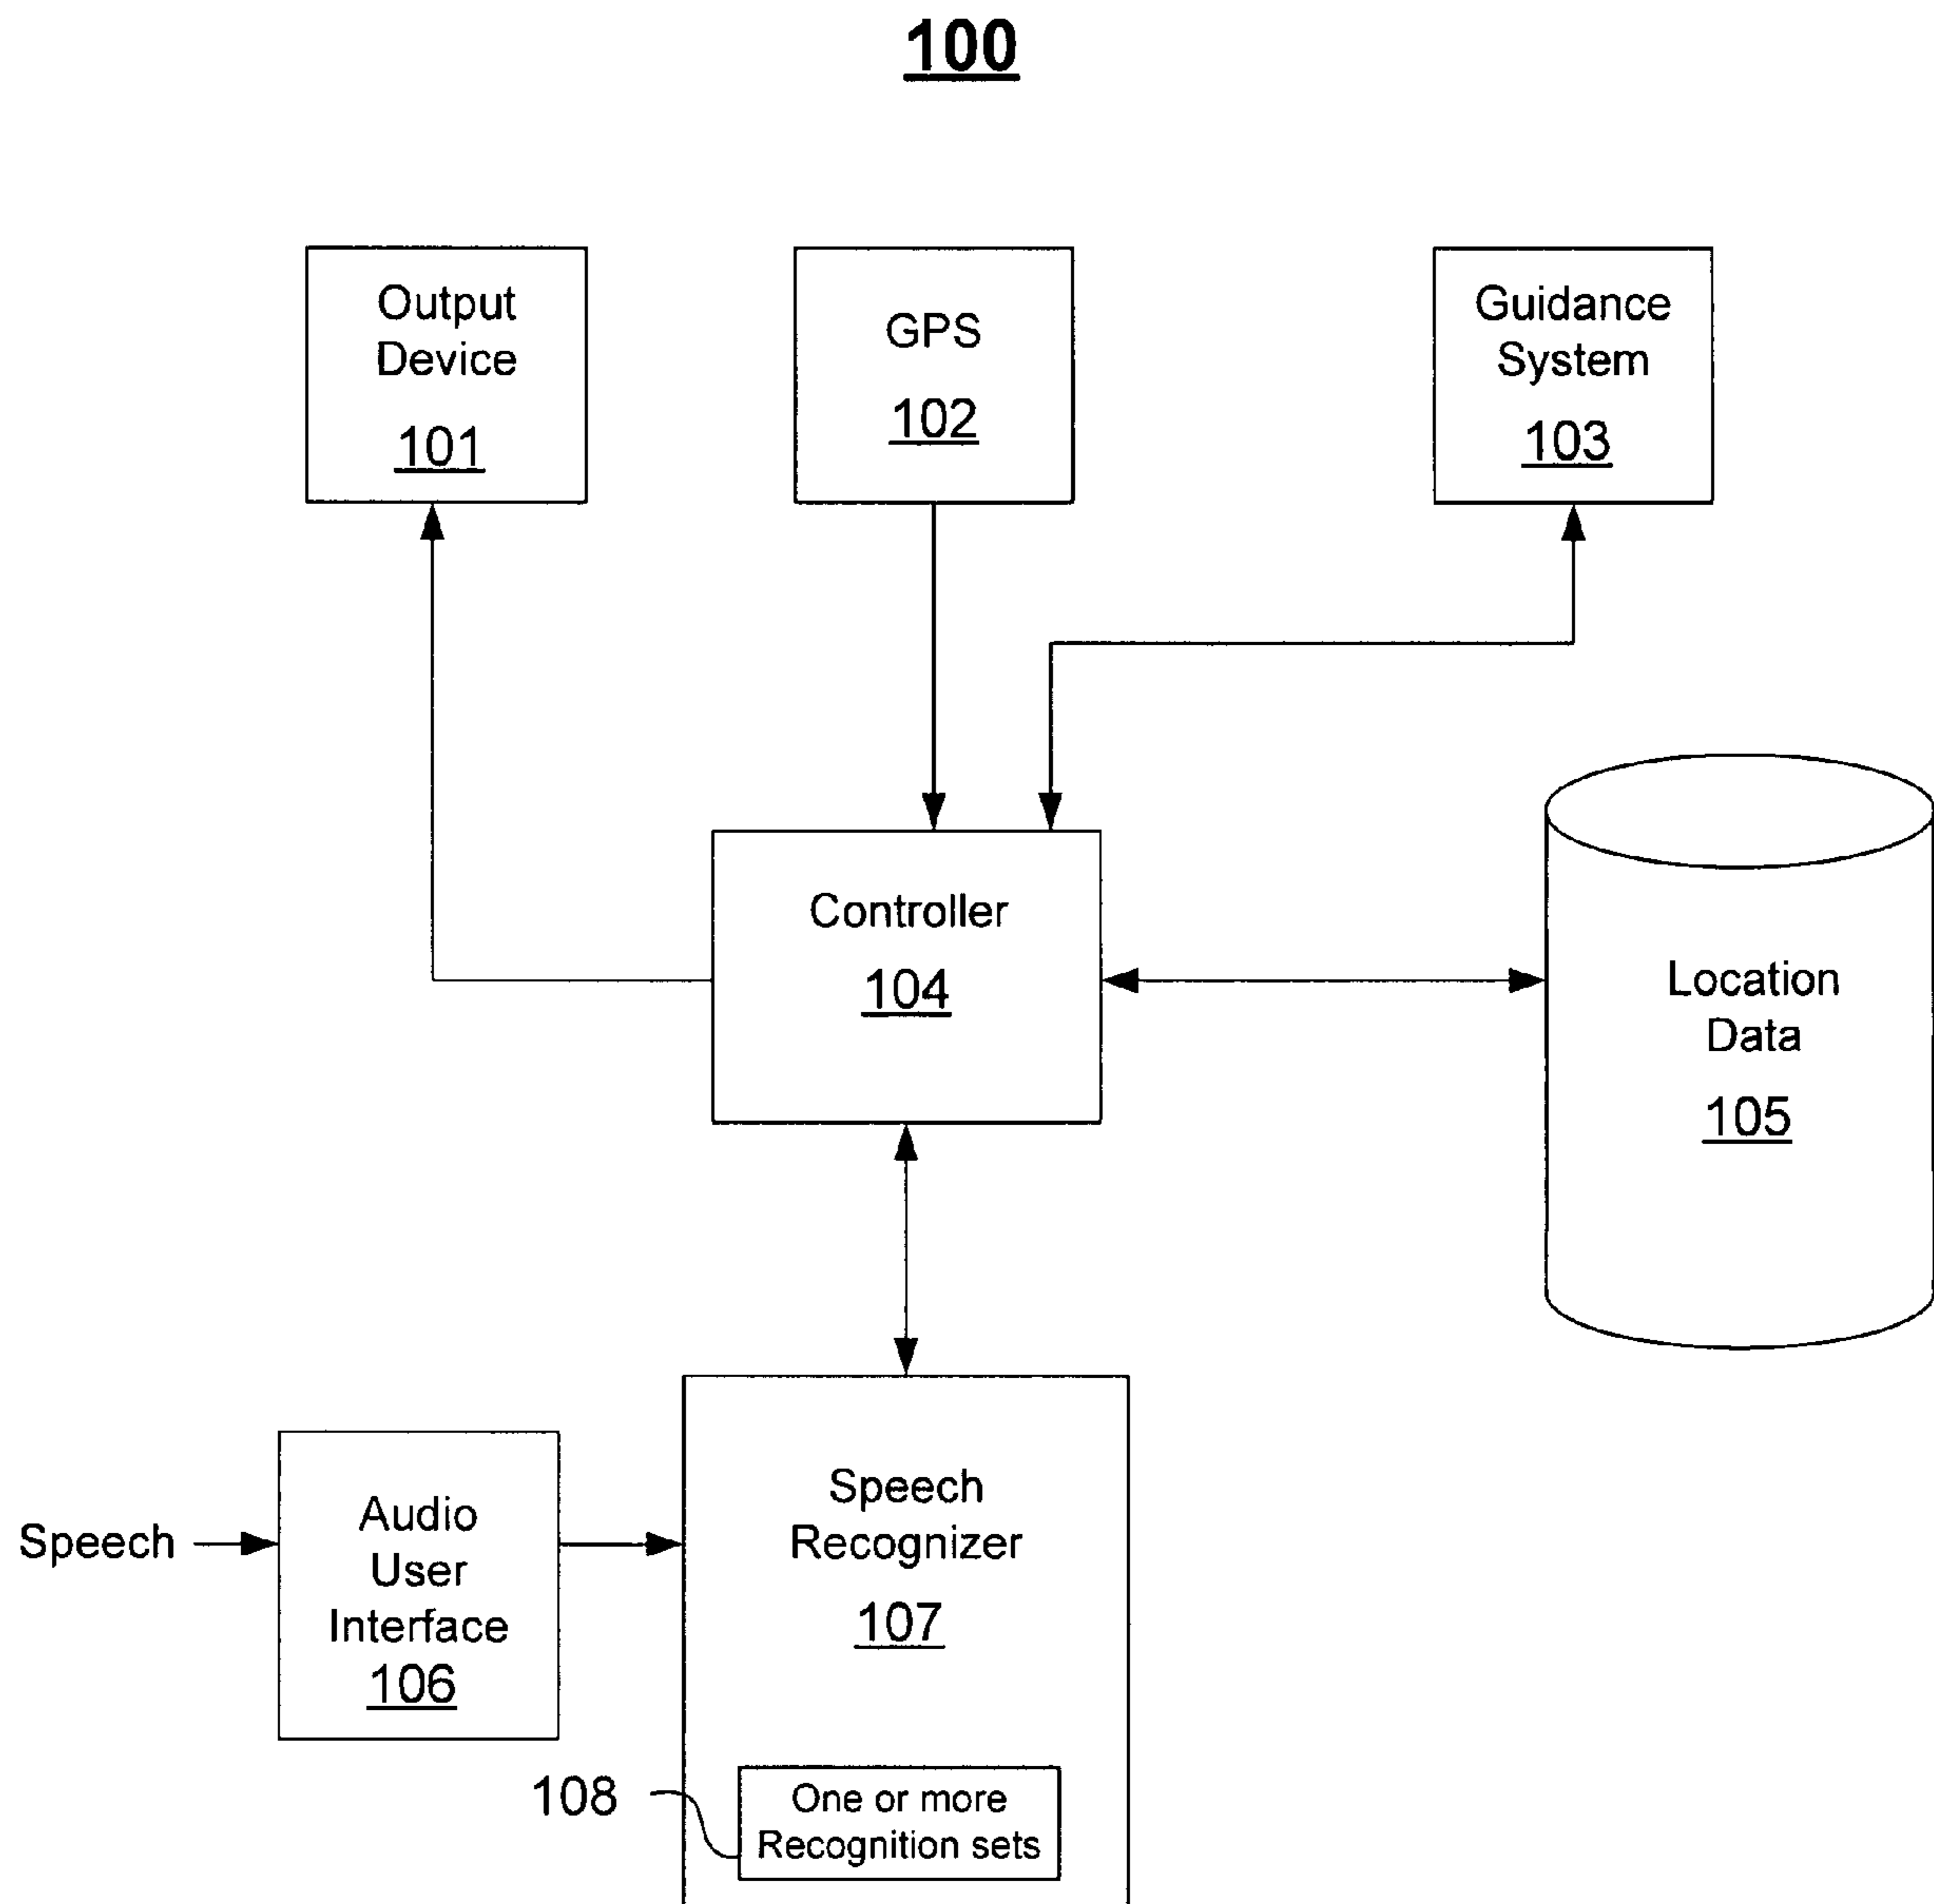 100
Output
Device
101
GPS
102
Guidance
System
103
Controller
104
Location
Data
105
Speech
Audio
User
Interface
106
Speech
Recognizer
107
108
One or more
Recognition sets